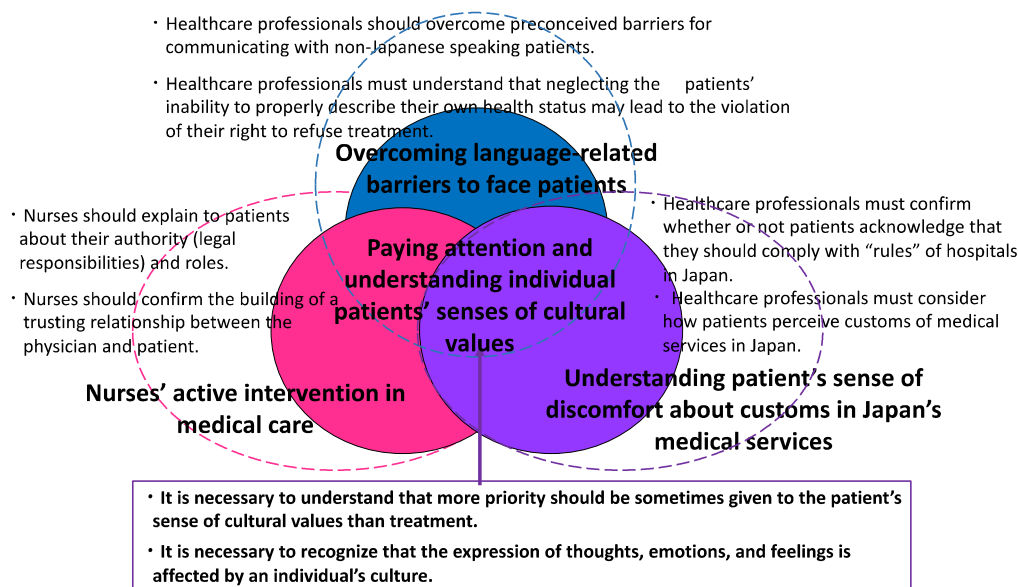 ・Healthcare professionals should overcome preconceived barriers for
communicating with non-Japanese speaking patients.
・Healthcare professionals must understand that neglecting the patients’
inability to properly describe their own health status may lead to the violation
of their right to refuse treatment.
Overcoming language-related
barriers to face patients
・Nurses should explain to patients
about their authority (legal
responsibilities) and roles.
・Nurses should confirm the building of a
trusting relationship between the
physician and patient.
Paying attention and
understanding individual
patients’ senses of cultural
values
・Healthcare professionals must confirm
whether or not patients acknowledge that
they should comply with “rules” of hospitals
in Japan.
・Healthcare professionals must consider
how patients perceive customs of medical
services in Japan.
Nurses’ active intervention in
medical care
Understanding patient’s sense of
discomfort about customs in Japan’s
medical services
・It is necessary to understand that more priority should be sometimes given to the patient’s
sense of cultural values than treatment.
・It is necessary to recognize that the expression of thoughts, emotions, and feelings is
affected by an individual’s culture.